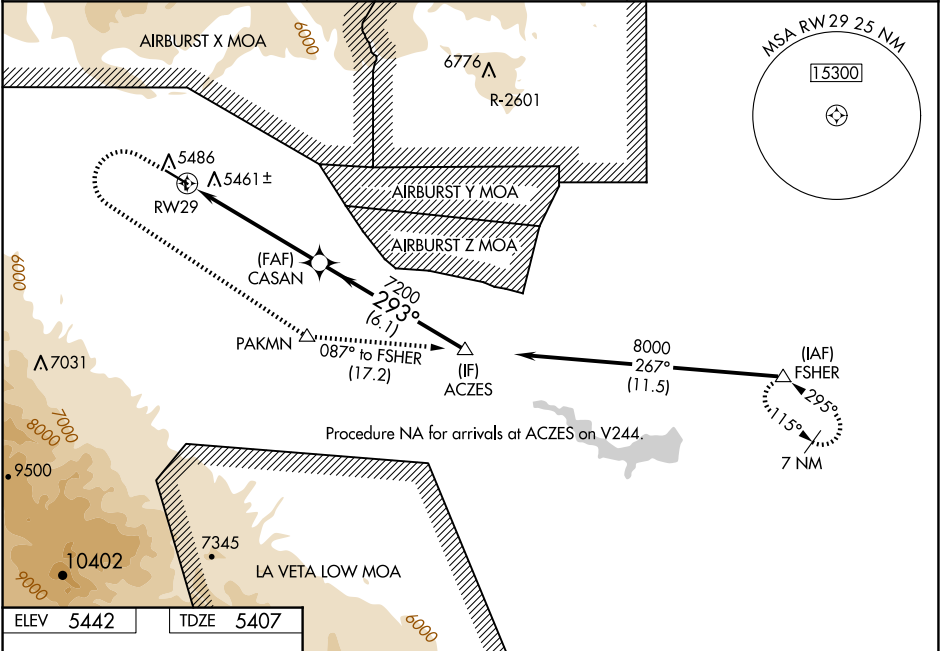 AIRBURST X MOA
6000
6776
R-2601
MSA RW 29 25 NM
15300
5486
5461±
RW29
AIRBURST Y MOA
AIRBURST Z MOA
(FAF)
CASAN
7200
293°
(6.1)
6000
PAKMN
087° to FSHER
(17.2)
(IF)
ACZES
8000
267°
(11.5)
(IAF)
FSHER
295°
115°
7 NM
7031
7000
8000
Procedure NA for arrivals at ACZES on V244.
9500
10402
9000
7345
LA VETA LOW MOA
6000
ELEV 5442
TDZE 5407